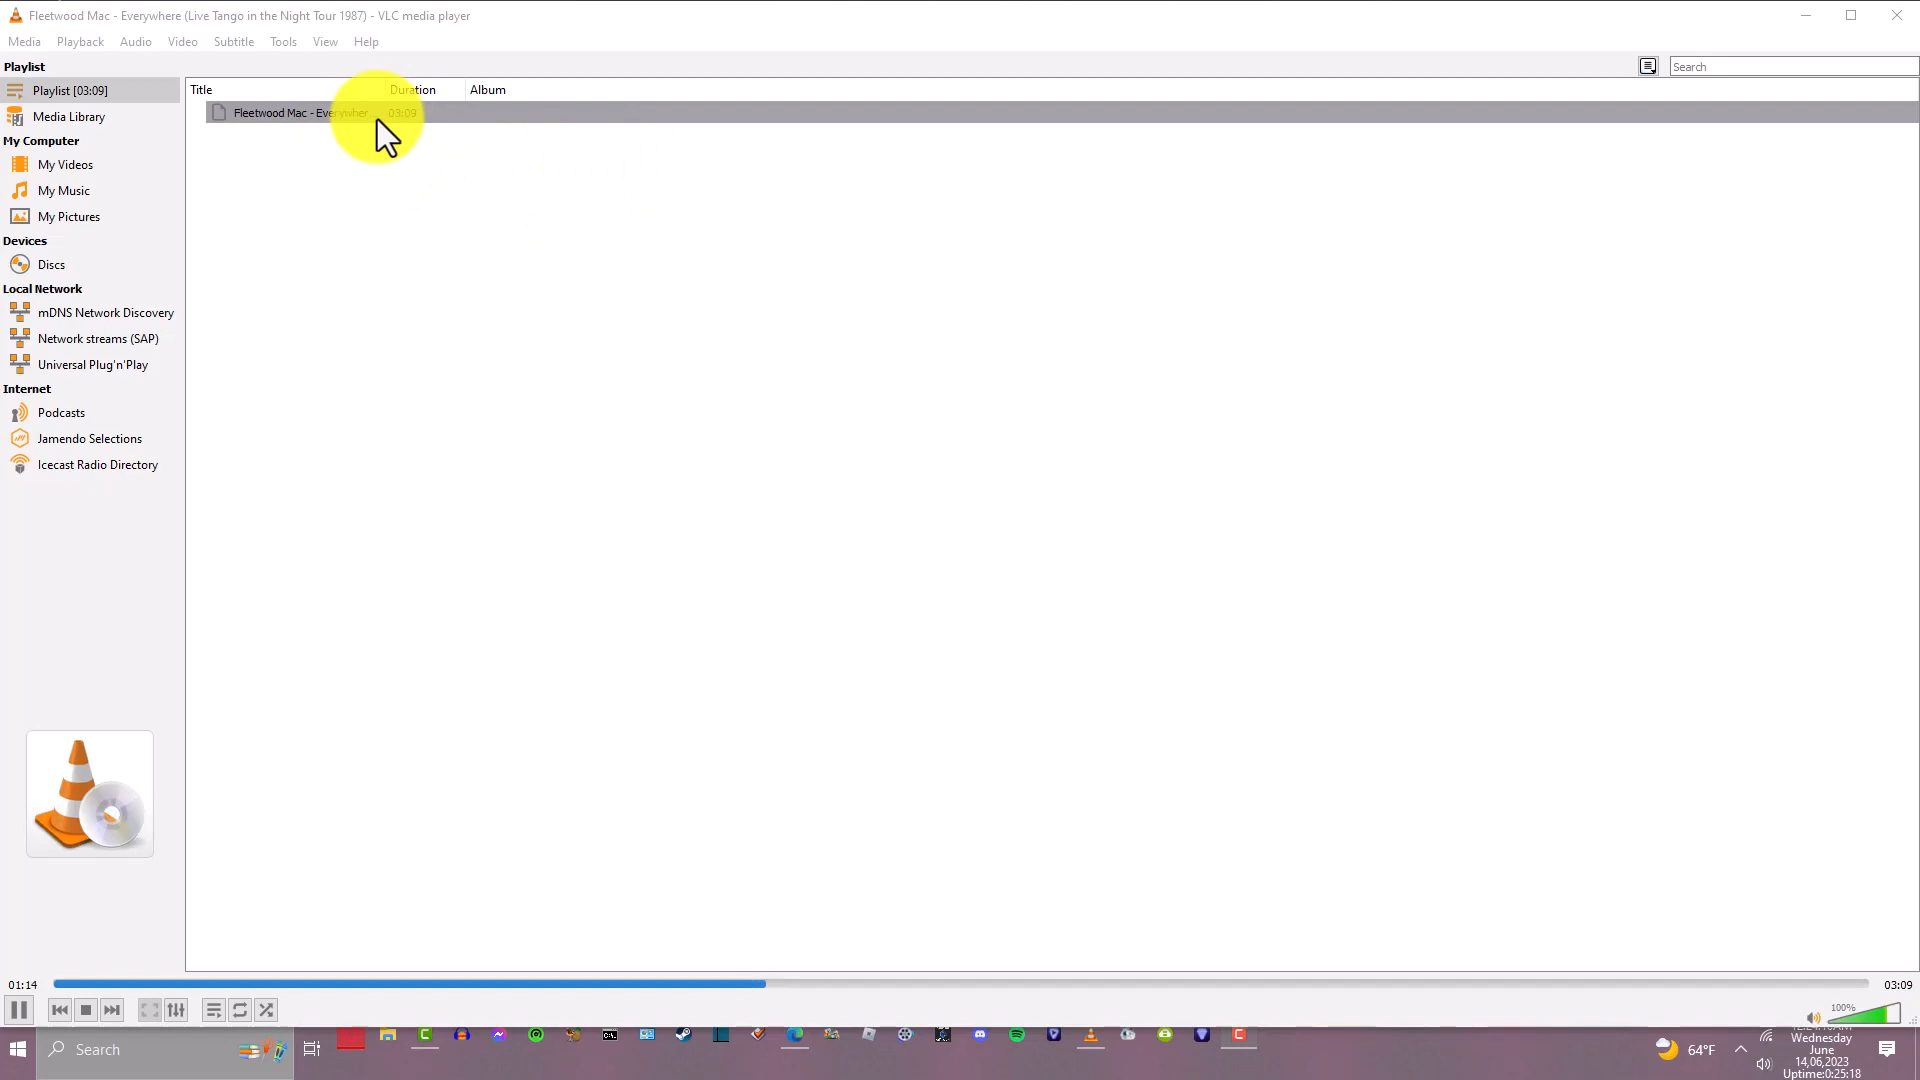 Fleetwood Mac - Everywhere (Live Tango in the Night Tour 1987) - VLC media player
Media Playback Audio Video Subtitle Tools View Help
Playlist
Search
Playlist [03:09]
Title Duration Album
Fleetwood Mac - Everywher 03:09
Media Library
My Computer
My Videos
My Music
My Pictures
Devices
Discs
Local Network
mDNS Network Discovery
Network streams (SAP)
Universal Plug'n'Play
Internet
Podcasts
Jamendo Selections
Icecast Radio Directory
01:14 03:09
100%
Search
64°F
Wednesday
June
14,06,2023
Uptime:0:25:18